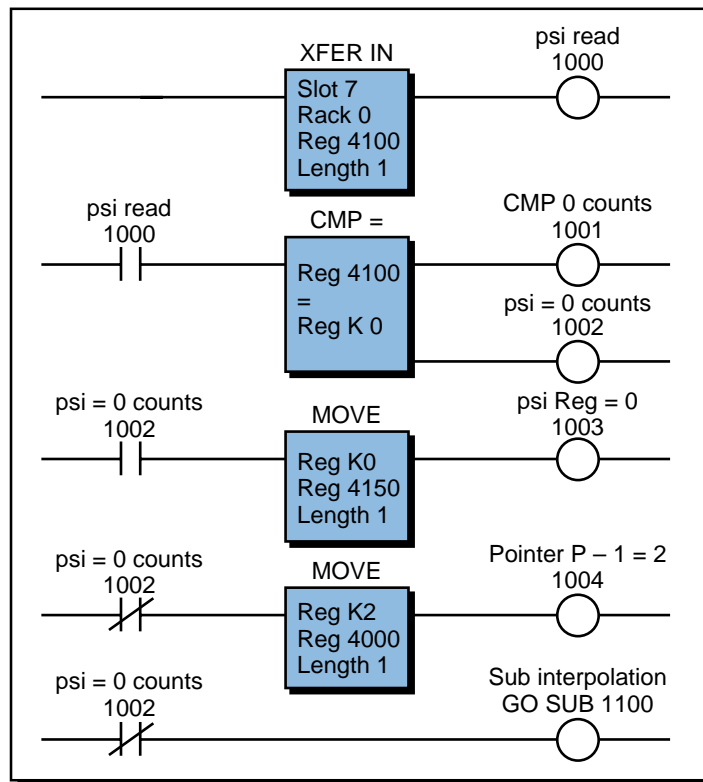 XFER IN
Slot 7
Rack 0
Reg 4100
Length 1
psi read
1000
psi read
1000
CMP =
Reg 4100
=
Reg K 0
CMP 0 counts
1001
psi = 0 counts
1002
psi = 0 counts
1002
MOVE
Reg K0
Reg 4150
Length 1
psi Reg = 0
1003
psi = 0 counts
1002
MOVE
Reg K2
Reg 4000
Length 1
Pointer P – 1 = 2
1004
psi = 0 counts
1002
Sub interpolation
GO SUB 1100